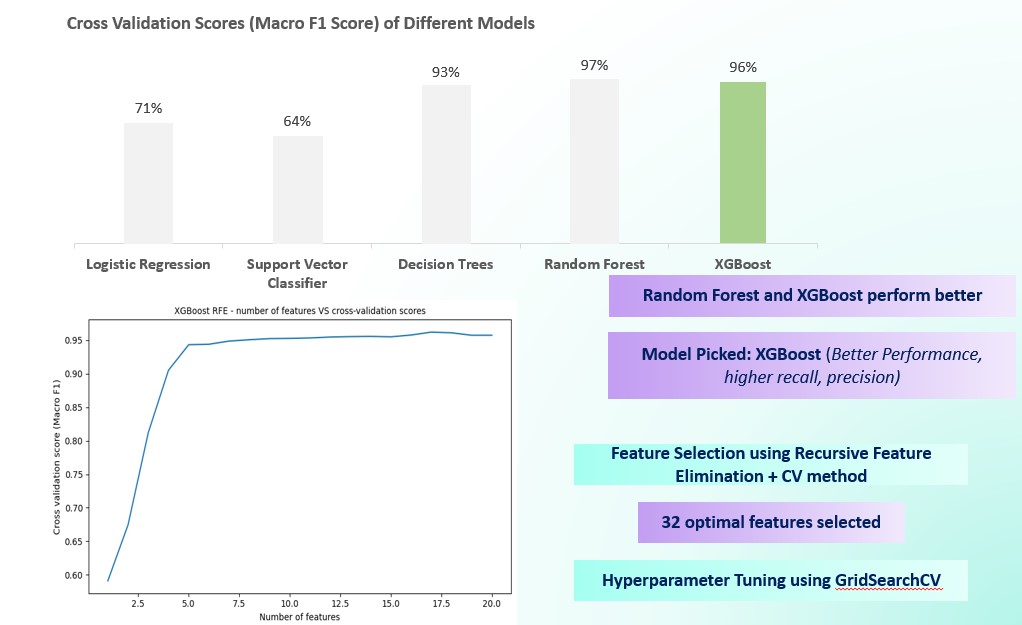 Cross Validation Scores (Macro F1 Score) of Different Models
71%
64%
93%
97%
96%
Logistic Regression
Support Vector
Classifier
Decision Trees
Random Forest
XGBoost
Random Forest and XGBoost perform better
Model Picked: XGBoost (Better Performance,
higher recall, precision)
XGBoost RFE - number of features VS cross-validation scores
Cross validation score (Macro F1)
0.95
0.90
0.85
0.80
0.75
0.70
0.65
0.60
2.5 5.0 7.5 10.0 12.5 15.0 17.5 20.0
Number of features
Feature Selection using Recursive Feature
Elimination + CV method
32 optimal features selected
Hyperparameter Tuning using GridSearchCV